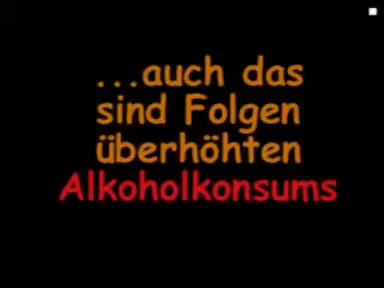 ...auch das
sind Folgen
überhöhten
Alkoholkonsums